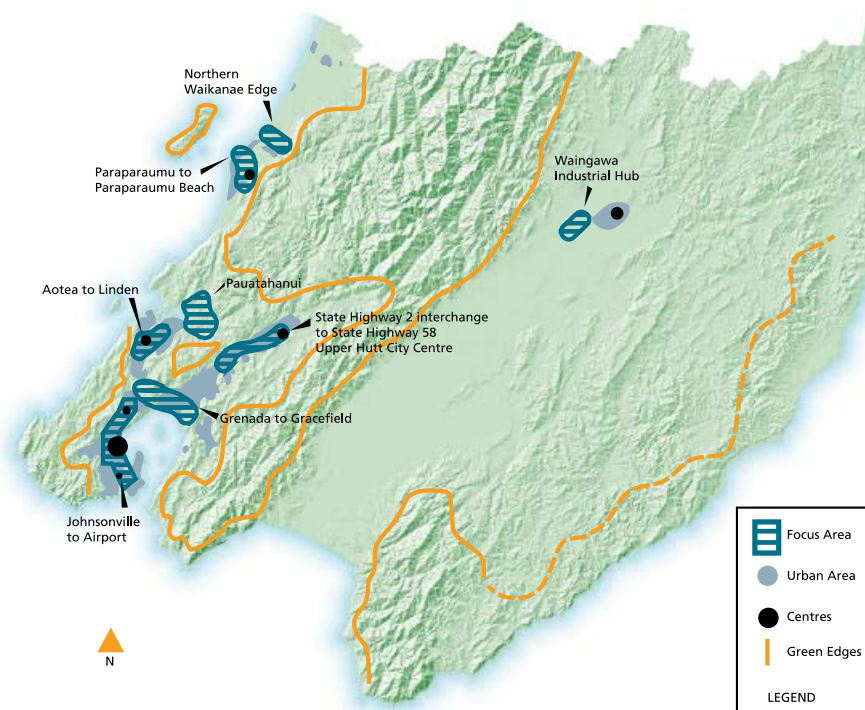 Northern
Waikanae Edge
Paraparaumu to
Paraparaumu Beach
Waingawa
Industrial Hub
Pauatahanui
Aotea to Linden
State Highway 2 interchange
to State Highway 58
Upper Hutt City Centre
Grenada to Gracefield
Johnsonville
to Airport
N
Focus Area
Urban Area
Centres
Green Edges
LEGEND